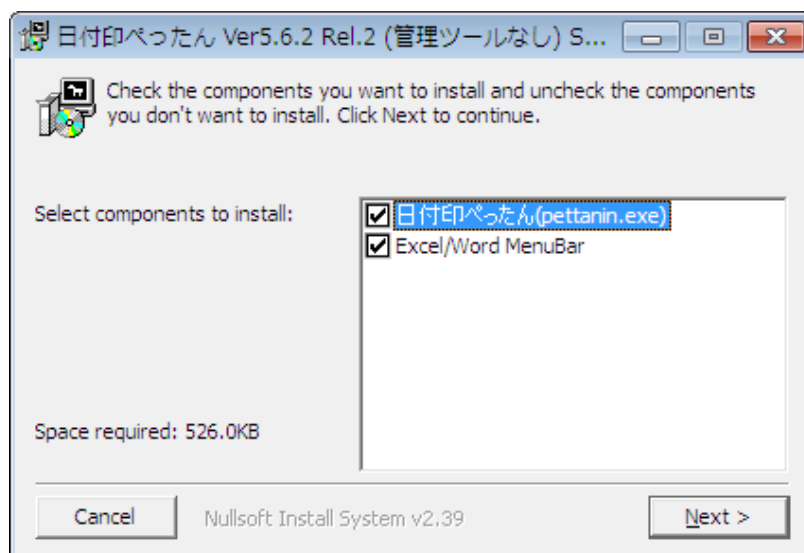 日付印ぺったん Ver5.6.2 Rel.2 (管理ツールなし) S...
Check the components you want to install and uncheck the components
you don't want to install. Click Next to continue.
Select components to install:
日付印ぺったん(pettanin.exe)
Excel/Word MenuBar
Space required: 526.0KB
Cancel
Nullsoft Install System v2.39
Next >